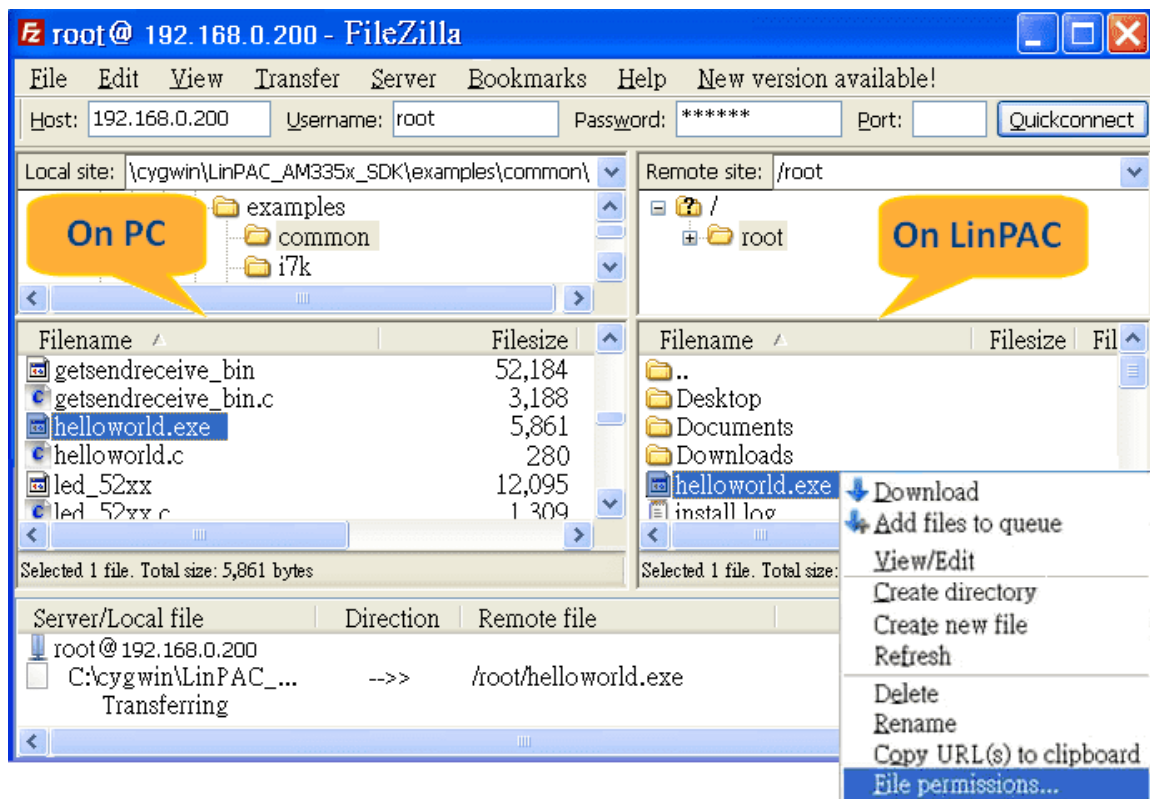 root@ 192.168.0.200 - FileZilla
File Edit View Transfer Server Bookmarks Help New version available!
Host: 192.168.0.200 Username: root Password: ****** Port: Quickconnect
Local site: \cygwin\LinPAC_AM335x_SDK\examples\common\
examples
common
i7k
On PC
Remote site: /root
/
root
On LinPAC
Filename Filesize
getsendreceive_bin 52,184
getsendreceive_bin.c 3,188
helloworld.exe 5,861
helloworld.c 280
led_52xx 12,095
led_52xx.c 1,309
Selected 1 file. Total size: 5,861 bytes
Filename Filesize Fil
..
Desktop
Documents
Downloads
helloworld.exe
install.log
Selected 1 file. Total size:
Download
Add files to queue
View/Edit
Create directory
Create new file
Refresh
Delete
Rename
Copy URL(s) to clipboard
File permissions...
Server/Local file Direction Remote file
root@192.168.0.200
C:\cygwin\LinPAC_... -->> /root/helloworld.exe
Transferring